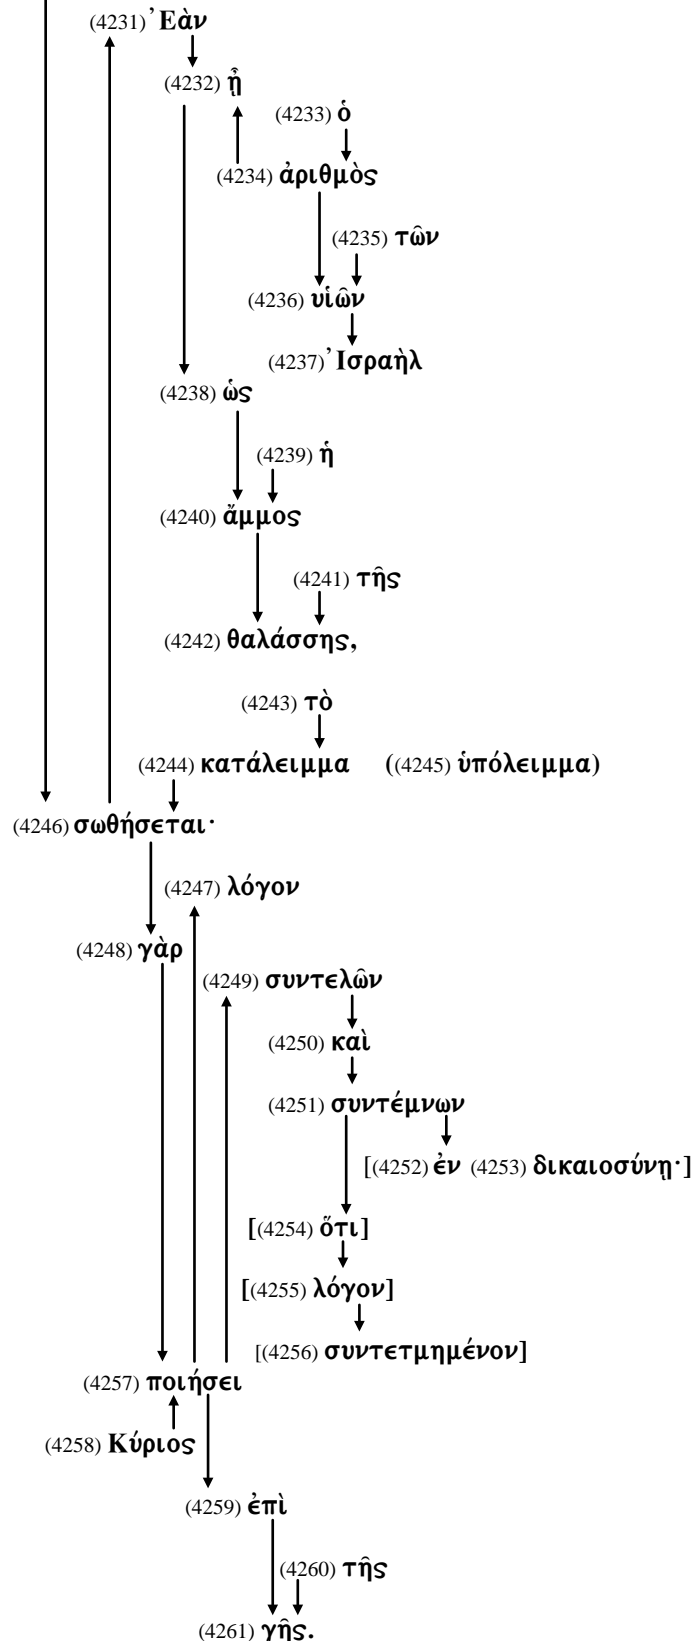 (4231) Ἐὰν
(4232) ᾖ
(4233) ὁ
(4234) ἀριθμὸς
(4235) τῶν
(4236) υἱῶν
(4237) Ἰσραὴλ
(4238) ὡς
(4239) ἡ
(4240) ἄμμος
(4241) τῆς
(4242) θαλάσσης,
(4243) τὸ
(4244) κατάλειμμα ((4245) ὑπόλειμμα)
(4246) σωθήσεται·
(4247) λόγον
(4248) γὰρ
(4249) συντελῶν
(4250) καὶ
(4251) συντέμνων
[(4252) ἐν (4253) δικαιοσύνῃ·]
[(4254) ὅτι]
[(4255) λόγον]
[(4256) συντετμημένον]
(4257) ποιήσει
(4258) Κύριος
(4259) ἐπὶ
(4260) τῆς
(4261) γῆς.